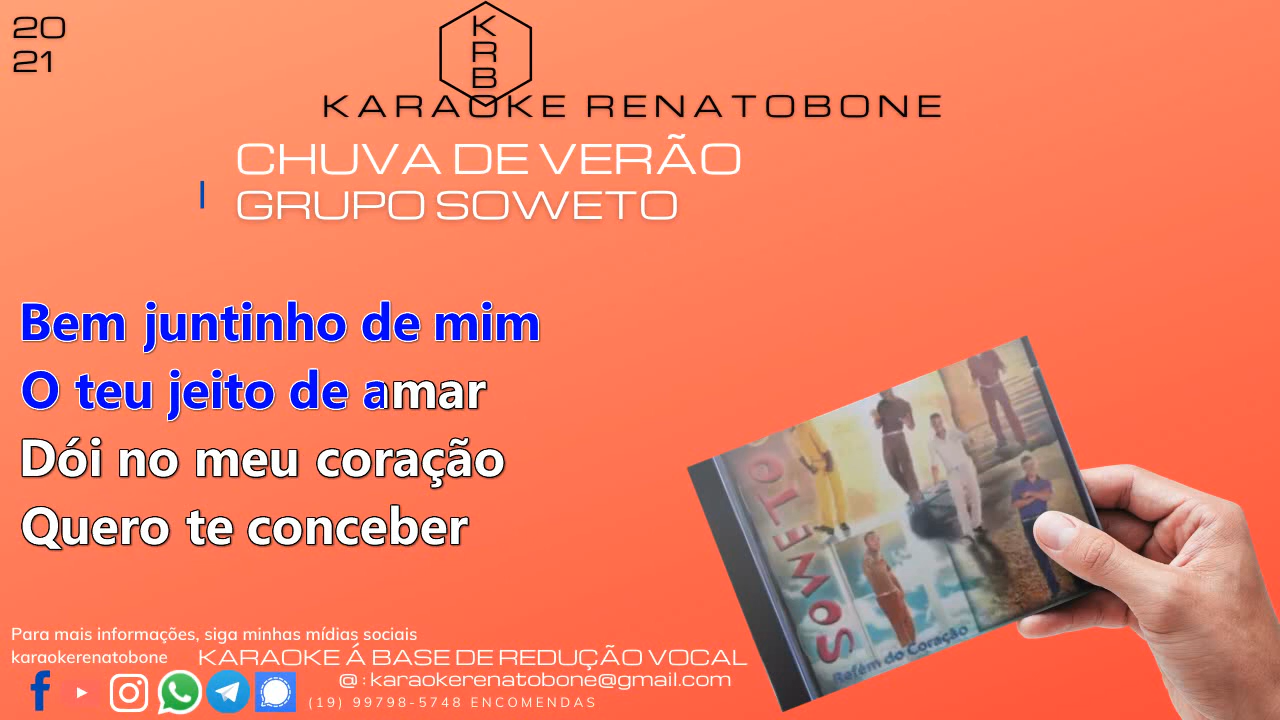 20
21
K
R
B
KARAOKE RENATOBONE
CHUVA DE VERÃO
GRUPO SOWETO
Bem juntinho de mim
O teu jeito de amar
Dói no meu coração
Quero te conceber
SOWETO
Refém do Coração
Para mais informações, siga minhas mídias sociais
karaokerenatobone
KARAOKE Á BASE DE REDUÇÃO VOCAL
@:karaokerenatobone@gmail.com
(19) 99798-5748 ENCOMENDAS